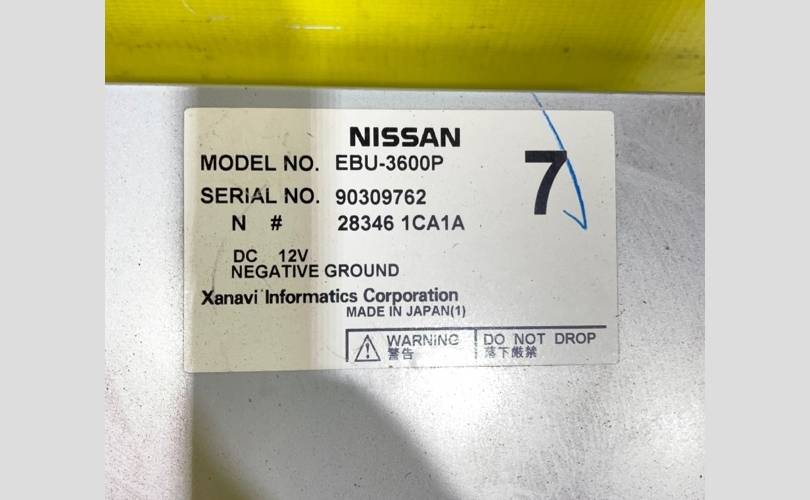 NISSAN
MODEL NO. EBU-3600P
7
SERIAL NO. 90309762
N # 28346 1CA1A
DC 12V
NEGATIVE GROUND
Xanavi Informatics Corporation
MADE IN JAPAN(1)
WARNING DO NOT DROP
警告 落下厳禁